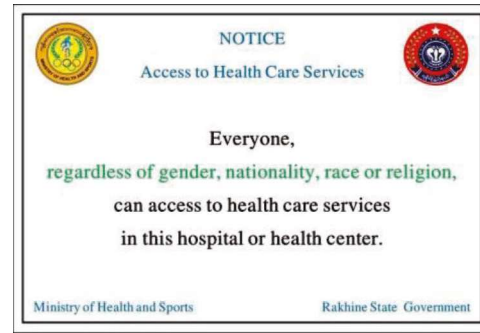 NOTICE
Access to Health Care Services
Everyone,
regardless of gender, nationality, race or religion,
can access to health care services
in this hospital or health center.
Ministry of Health and Sports
Rakhine State Government